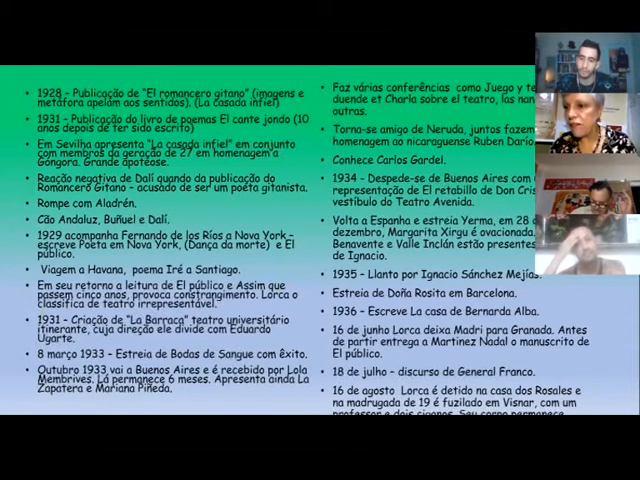 1928 – Publicação de "El romancero gitano" (imagens e
metáfora apelam aos sentidos). (La casada infiel)
1931 – Publicação do livro de poemas El cante jondo (10
anos depois de ter sido escrito)
Em Sevilha apresenta "La casada infiel" em conjunto
com membros da geração de 27 em homenagem a
Góngora. Grande apoteose.
Reação negativa de Dalí quando da publicação do
Romancero Gitano – acusado de ser um poeta gitanista.
Rompe com Aladrén.
Cão Andaluz, Buñuel e Dalí.
1929 acompanha Fernando de los Ríos a Nova York –
escreve Poeta em Nova York, (Dança da morte) e El
público.
Viagem a Havana, poema Iré a Santiago.
Em seu retorno a leitura de El público e Assim que
passem cinco anos, provoca constrangimento. Lorca o
classifica de teatro irrepresentável.
1931 – Criação de "La Barraca" teatro universitário
itinerante, cuja direção ele divide com Eduardo
Ugarte.
8 março 1933 – Estreia de Bodas de Sangue com êxito.
Outubro 1933 vai a Buenos Aires e é recebido por Lola
Membrives. Lá permanece 6 meses. Apresenta ainda La
Zapatera e Mariana Piñeda.
Faz várias conferências como Juego y te
duende et Charla sobre el teatro, las nan
outras.
Torna-se amigo de Neruda, juntos fazem
homenagem ao nicaraguense Ruben Darío
Conhece Carlos Gardel.
1934 - Despede-se de Buenos Aires com
representação de El retabillo de Don Cris
vestíbulo do Teatro Avenida.
Volta a Espanha e estreia Yerma, em 28 d
dezembro, Margarita Xirgu é ovacionada.
Benavente e Valle Inclán estão presentes
de Ignacio.
1935 – Llanto por Ignacio Sánchez Mejías.
Estreia de Doña Rosita em Barcelona.
1936 – Escreve La casa de Bernarda Alba.
16 de junho Lorca deixa Madri para Granada. Antes
de partir entrega a Martinez Nadal o manuscrito de
El público.
18 de julho – discurso de General Franco.
16 de agosto Lorca é detido na casa dos Rosales e
na madrugada de 19 é fuzilado em Visnar, com um
professor e dois ciganos. Seu corpo permanece